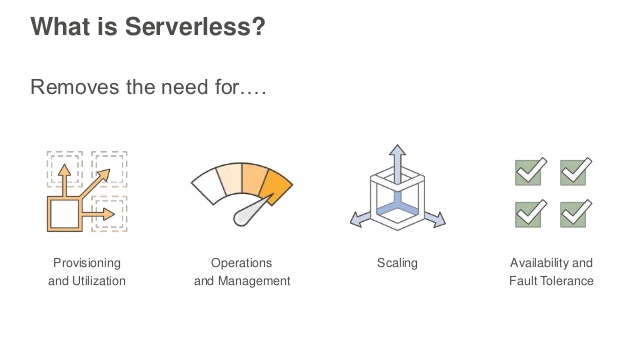 What is Serverless?
Removes the need for….
Provisioning
and Utilization
Operations
and Management
Scaling
Availability and
Fault Tolerance